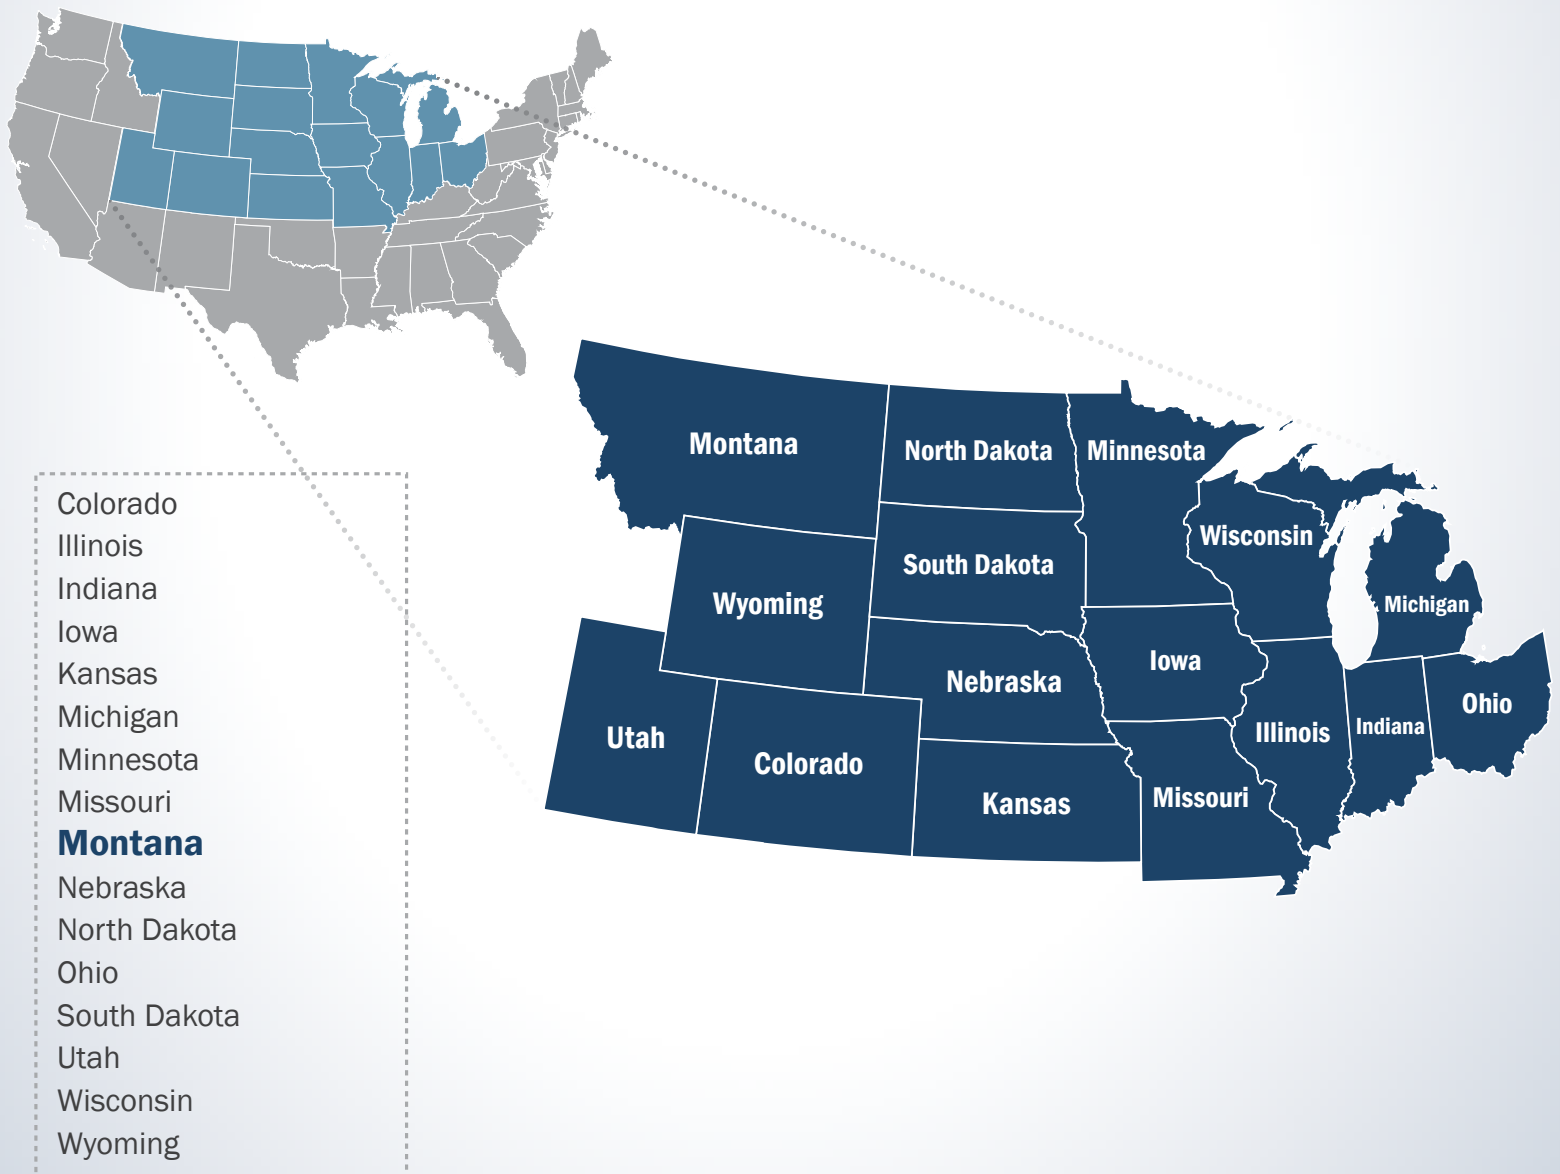 Colorado
Illinois
Indiana
Iowa
Kansas
Michigan
Minnesota
Missouri
Montana
Nebraska
North Dakota
Ohio
South Dakota
Utah
Wisconsin
Wyoming
Montana
North Dakota
Minnesota
Wisconsin
South Dakota
Wyoming
Michigan
Iowa
Nebraska
Ohio
Indiana
Illinois
Utah
Colorado
Missouri
Kansas